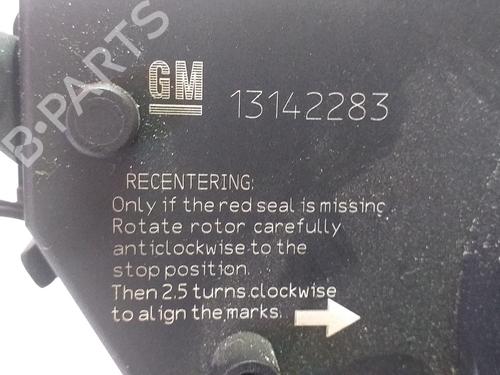 B-PARTS
GM 13142283
RECENTERING:
Only if the red seal is missing
Rotate rotor carefully
anticlockwise to the
stop position.
Then 2.5 turns clockwise
to align the marks.